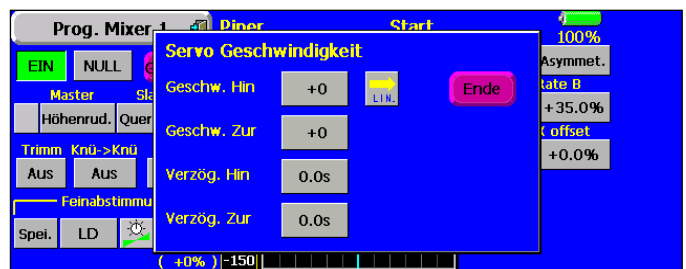 Prog. Mixer 1 Piper Start
100%
Servo Geschwindigkeit
EIN NULL Asymmet.
Geschw. Hin +0 LIN. Ende
Master Rate B
Höhenrud. Quer +35.0%
Geschw. Zur +0 offset
Trimm Knü->Knü +0.0%
Aus Aus Verzög. Hin 0.0s
Feinabstimmu
Spei. LD Verzög. Zur 0.0s
( +0% ) -150